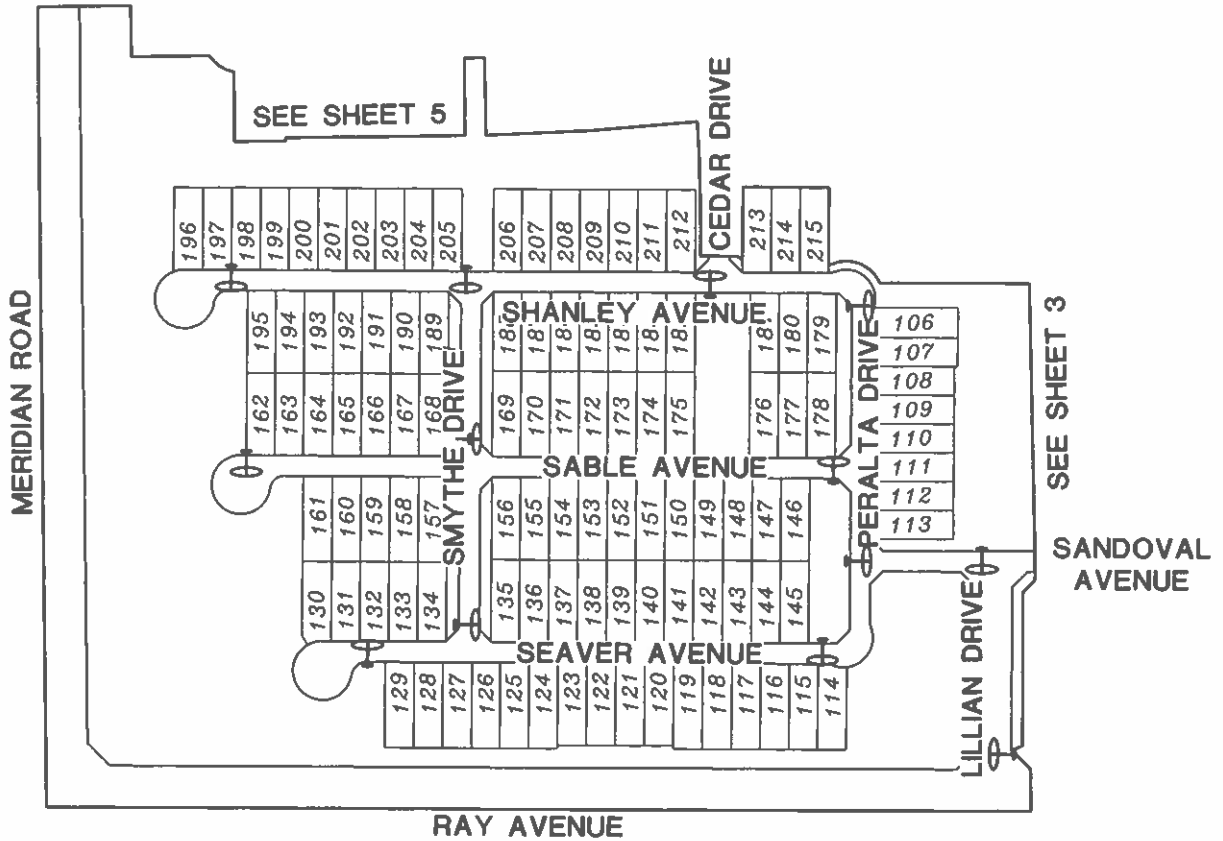 SEE SHEET 5
CEDAR DRIVE
196 197 198 199 200 201 202 203 204 205 206 207 208 209 210 211 212 213 214 215
SHANLEY AVENUE
195 194 193 192 191 190 189 180 179
106
107
108
109
110
111
112
113
162 163 164 165 166 167 168 169 170 171 172 173 174 175 176 177 178
MERIDIAN ROAD
SMYTHE DRIVE
PERALTA DRIVE
SEE SHEET 3
SABLE AVENUE
161 160 159 158 157 156 155 154 153 152 151 150 149 148 147 146
SANDOVAL
AVENUE
130 131 132 133 134 135 136 137 138 139 140 141 142 143 144 145
SEAVER AVENUE
LILLIAN DRIVE
129 128 127 126 125 124 123 122 121 120 119 118 117 116 115 114
RAY AVENUE